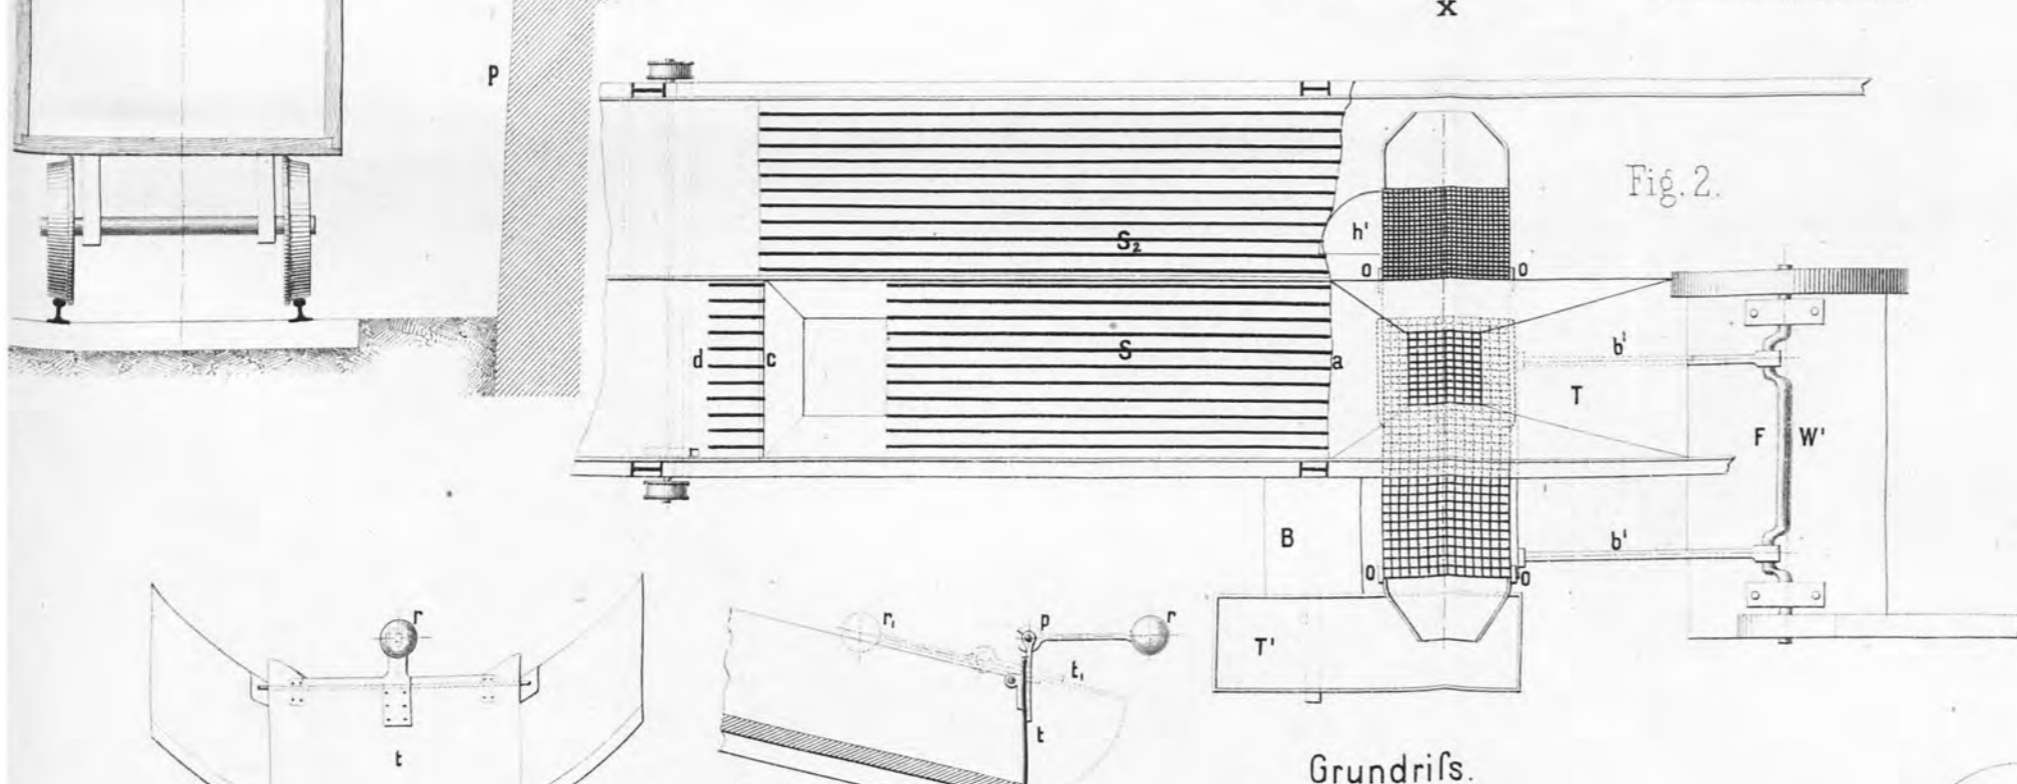 x
P
Fig. 2.
S₂
h'
o
o
d
c
S
a
b'
T
F
W'
B
b'
o
o
T'
r
t
r₁
p
r
t₁
t
Grundriſs.